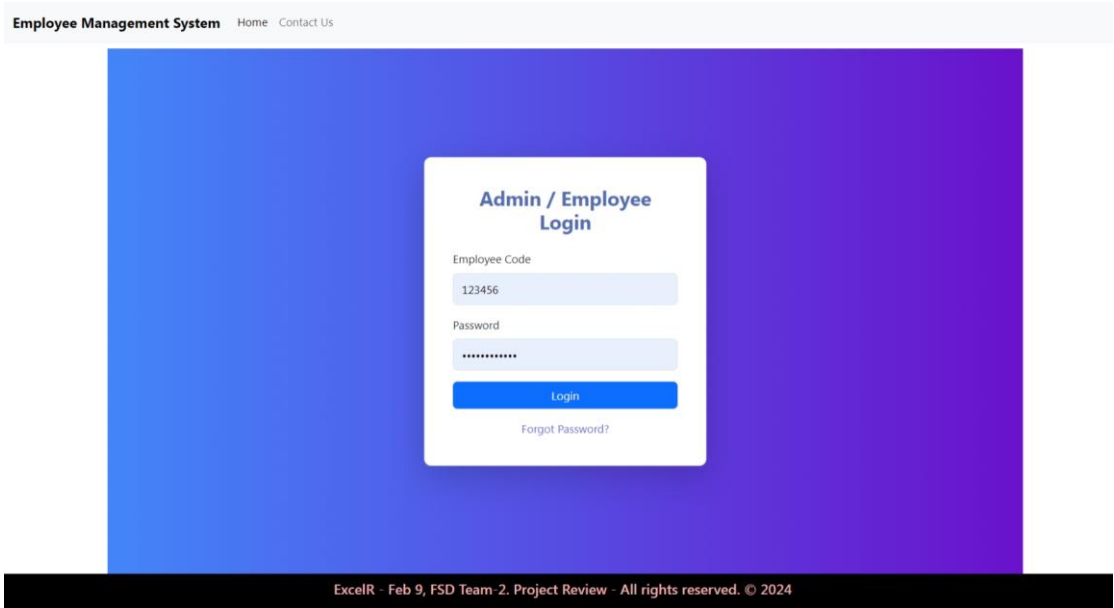 Employee Management System Home Contact Us
Admin / Employee
Login
Employee Code
123456
Password
••••••••••••
Login
Forgot Password?
ExcelR - Feb 9, FSD Team-2. Project Review - All rights reserved. © 2024